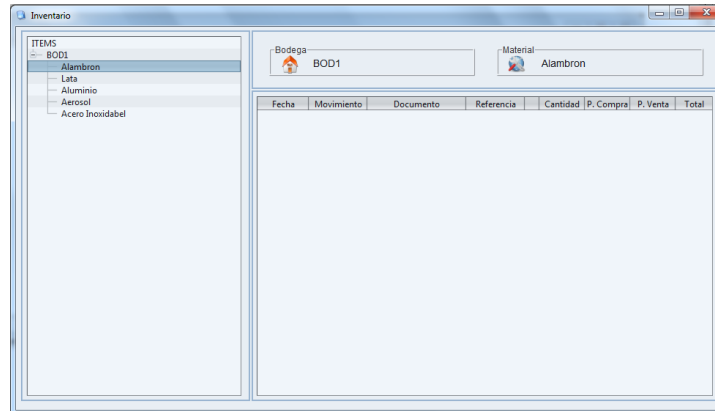 Inventario
ITEMS
BOD1
Alambron
Lata
Aluminio
Aerosol
Acero Inoxidabel
Bodega
BOD1
Material
Alambron
Fecha Movimiento Documento Referencia Cantidad P. Compra P. Venta Total